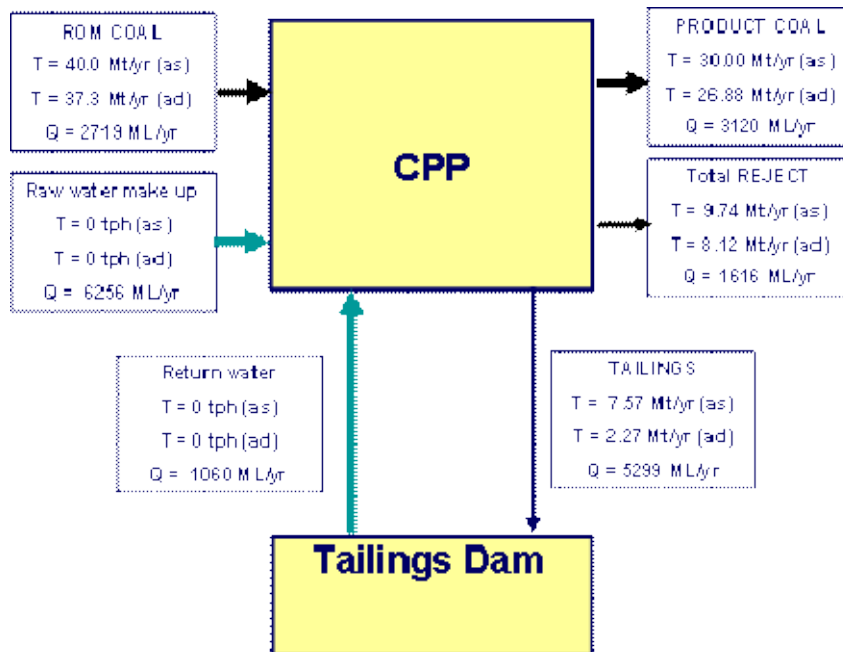 ROM COAL
T = 40.0 Mt/yr (as)
T = 37.3 Mt/yr (ad)
Q = 2719 ML/yr
PRODUCT COAL
T = 30.00 Mt/yr (as)
T = 26.88 Mt/yr (ad)
Q = 3120 ML/yr
CPP
Raw water make up
T = 0 tph (as)
T = 0 tph (ad)
Q = 6256 ML/yr
Total REJECT
T = 9.74 Mt/yr (as)
T = 8.12 Mt/yr (ad)
Q = 1616 ML/yr
Return water
T = 0 tph (as)
T = 0 tph (ad)
Q = 1060 ML/yr
TAILINGS
T = 7.57 Mt/yr (as)
T = 2.27 Mt/yr (ad)
Q = 5299 ML/yr
Tailings Dam